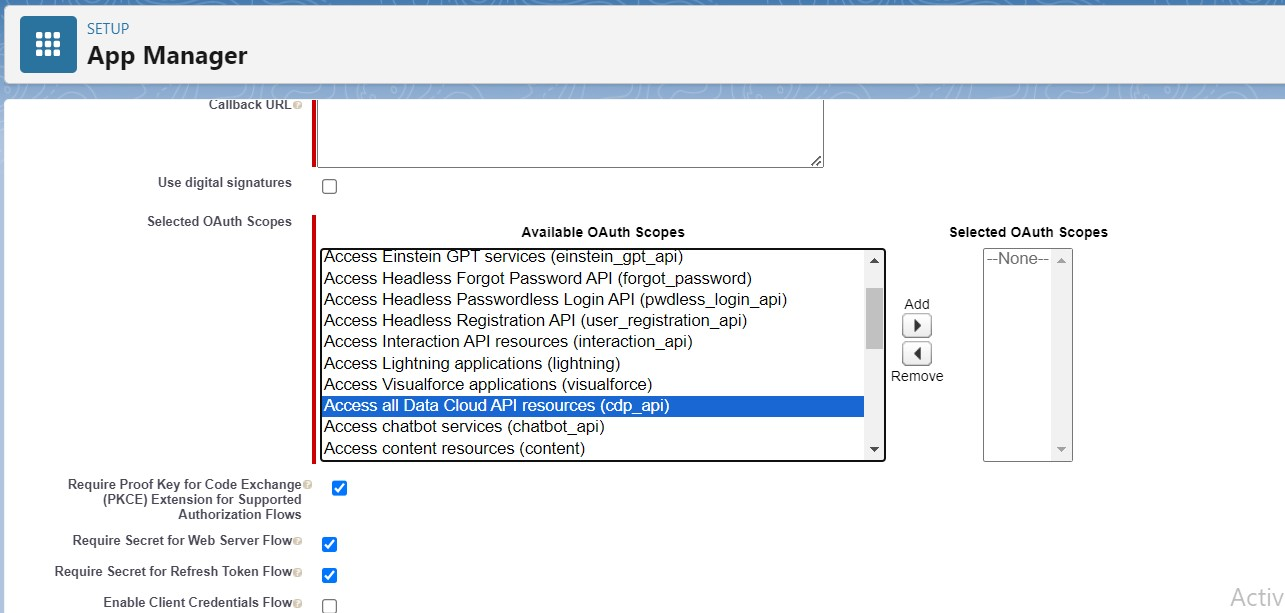 SETUP
App Manager
Callback URL
Use digital signatures
Selected OAuth Scopes
Available OAuth Scopes
Selected OAuth Scopes
Access Einstein GPT services (einstein_gpt_api)
Access Headless Forgot Password API (forgot_password)
Access Headless Passwordless Login API (pwdless_login_api)
Access Headless Registration API (user_registration_api)
Access Interaction API resources (interaction_api)
Access Lightning applications (lightning)
Access Visualforce applications (visualforce)
Access all Data Cloud API resources (cdp_api)
Access chatbot services (chatbot_api)
Access content resources (content)
Add
Remove
--None--
Require Proof Key for Code Exchange
(PKCE) Extension for Supported
Authorization Flows
Require Secret for Web Server Flow
Require Secret for Refresh Token Flow
Enable Client Credentials Flow
Activ